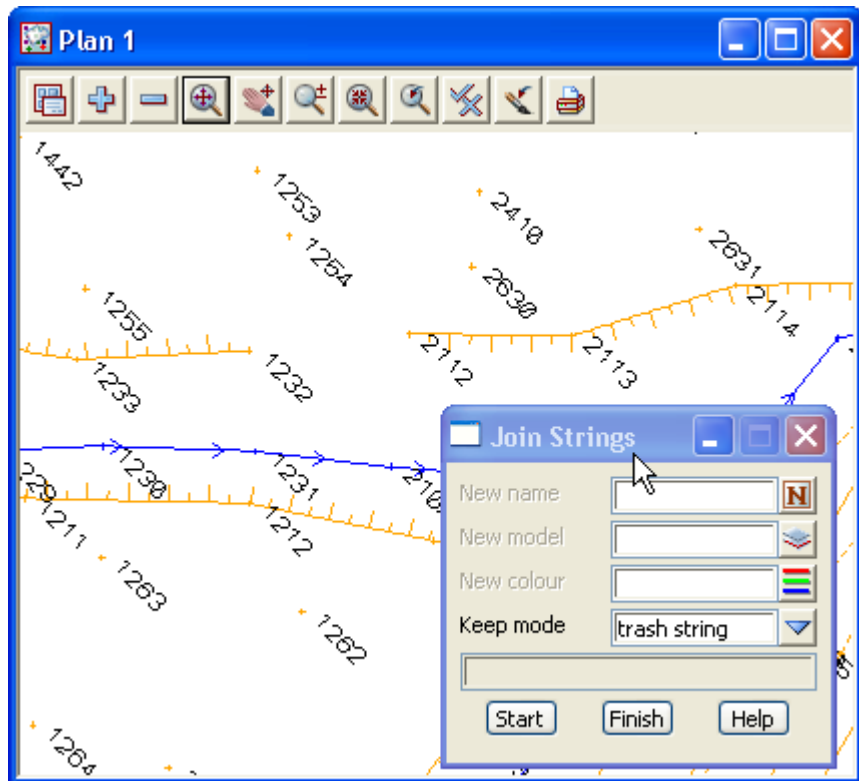 Plan 1
1442
1253
2410
2631
1254
2630
2114
1255
2112
2113
1233
1232
Join Strings
1230
1231
New name
N
229
1211
1212
New model
1263
New colour
1262
Keep mode
trash string
Start
Finish
Help
1264